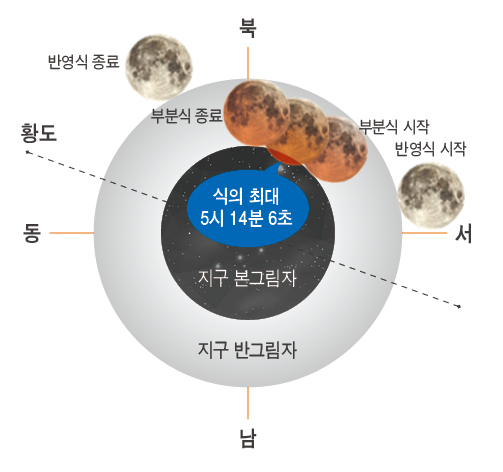 북
반영식 종료
부분식 종료
부분식 시작
황도
반영식 시작
식의 최대
5시 14분 6초
동
서
지구 본그림자
지구 반그림자
남